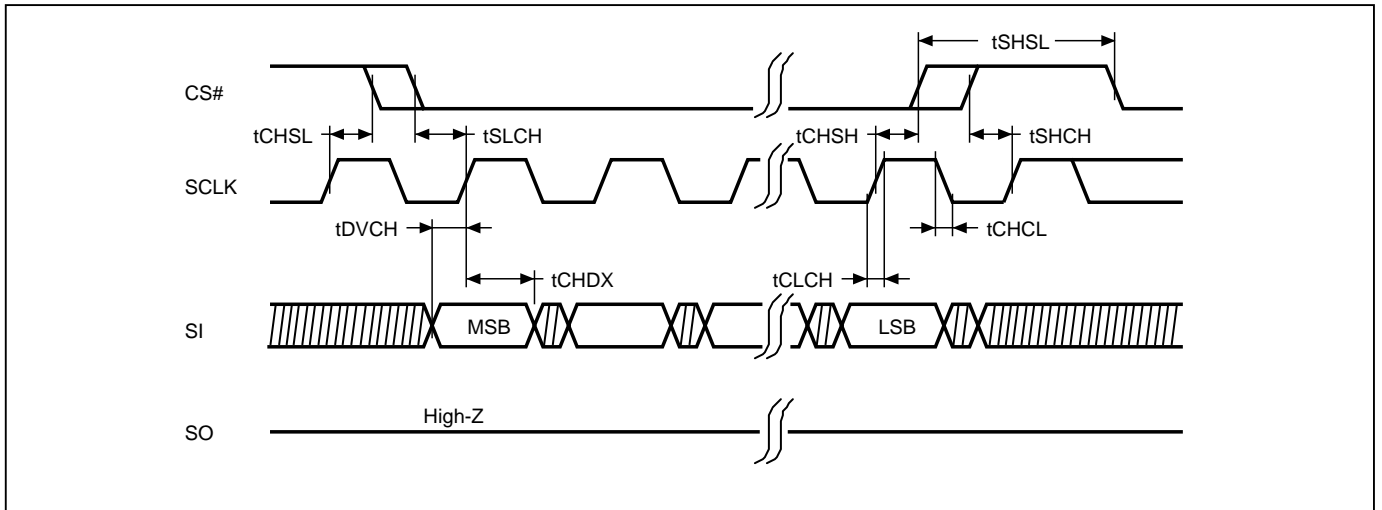 tSHSL
CS#
tCHSL
tSLCH
tCHSH
tSHCH
SCLK
tDVCH
tCHCL
tCHDX
tCLCH
SI
MSB
LSB
High-Z
SO